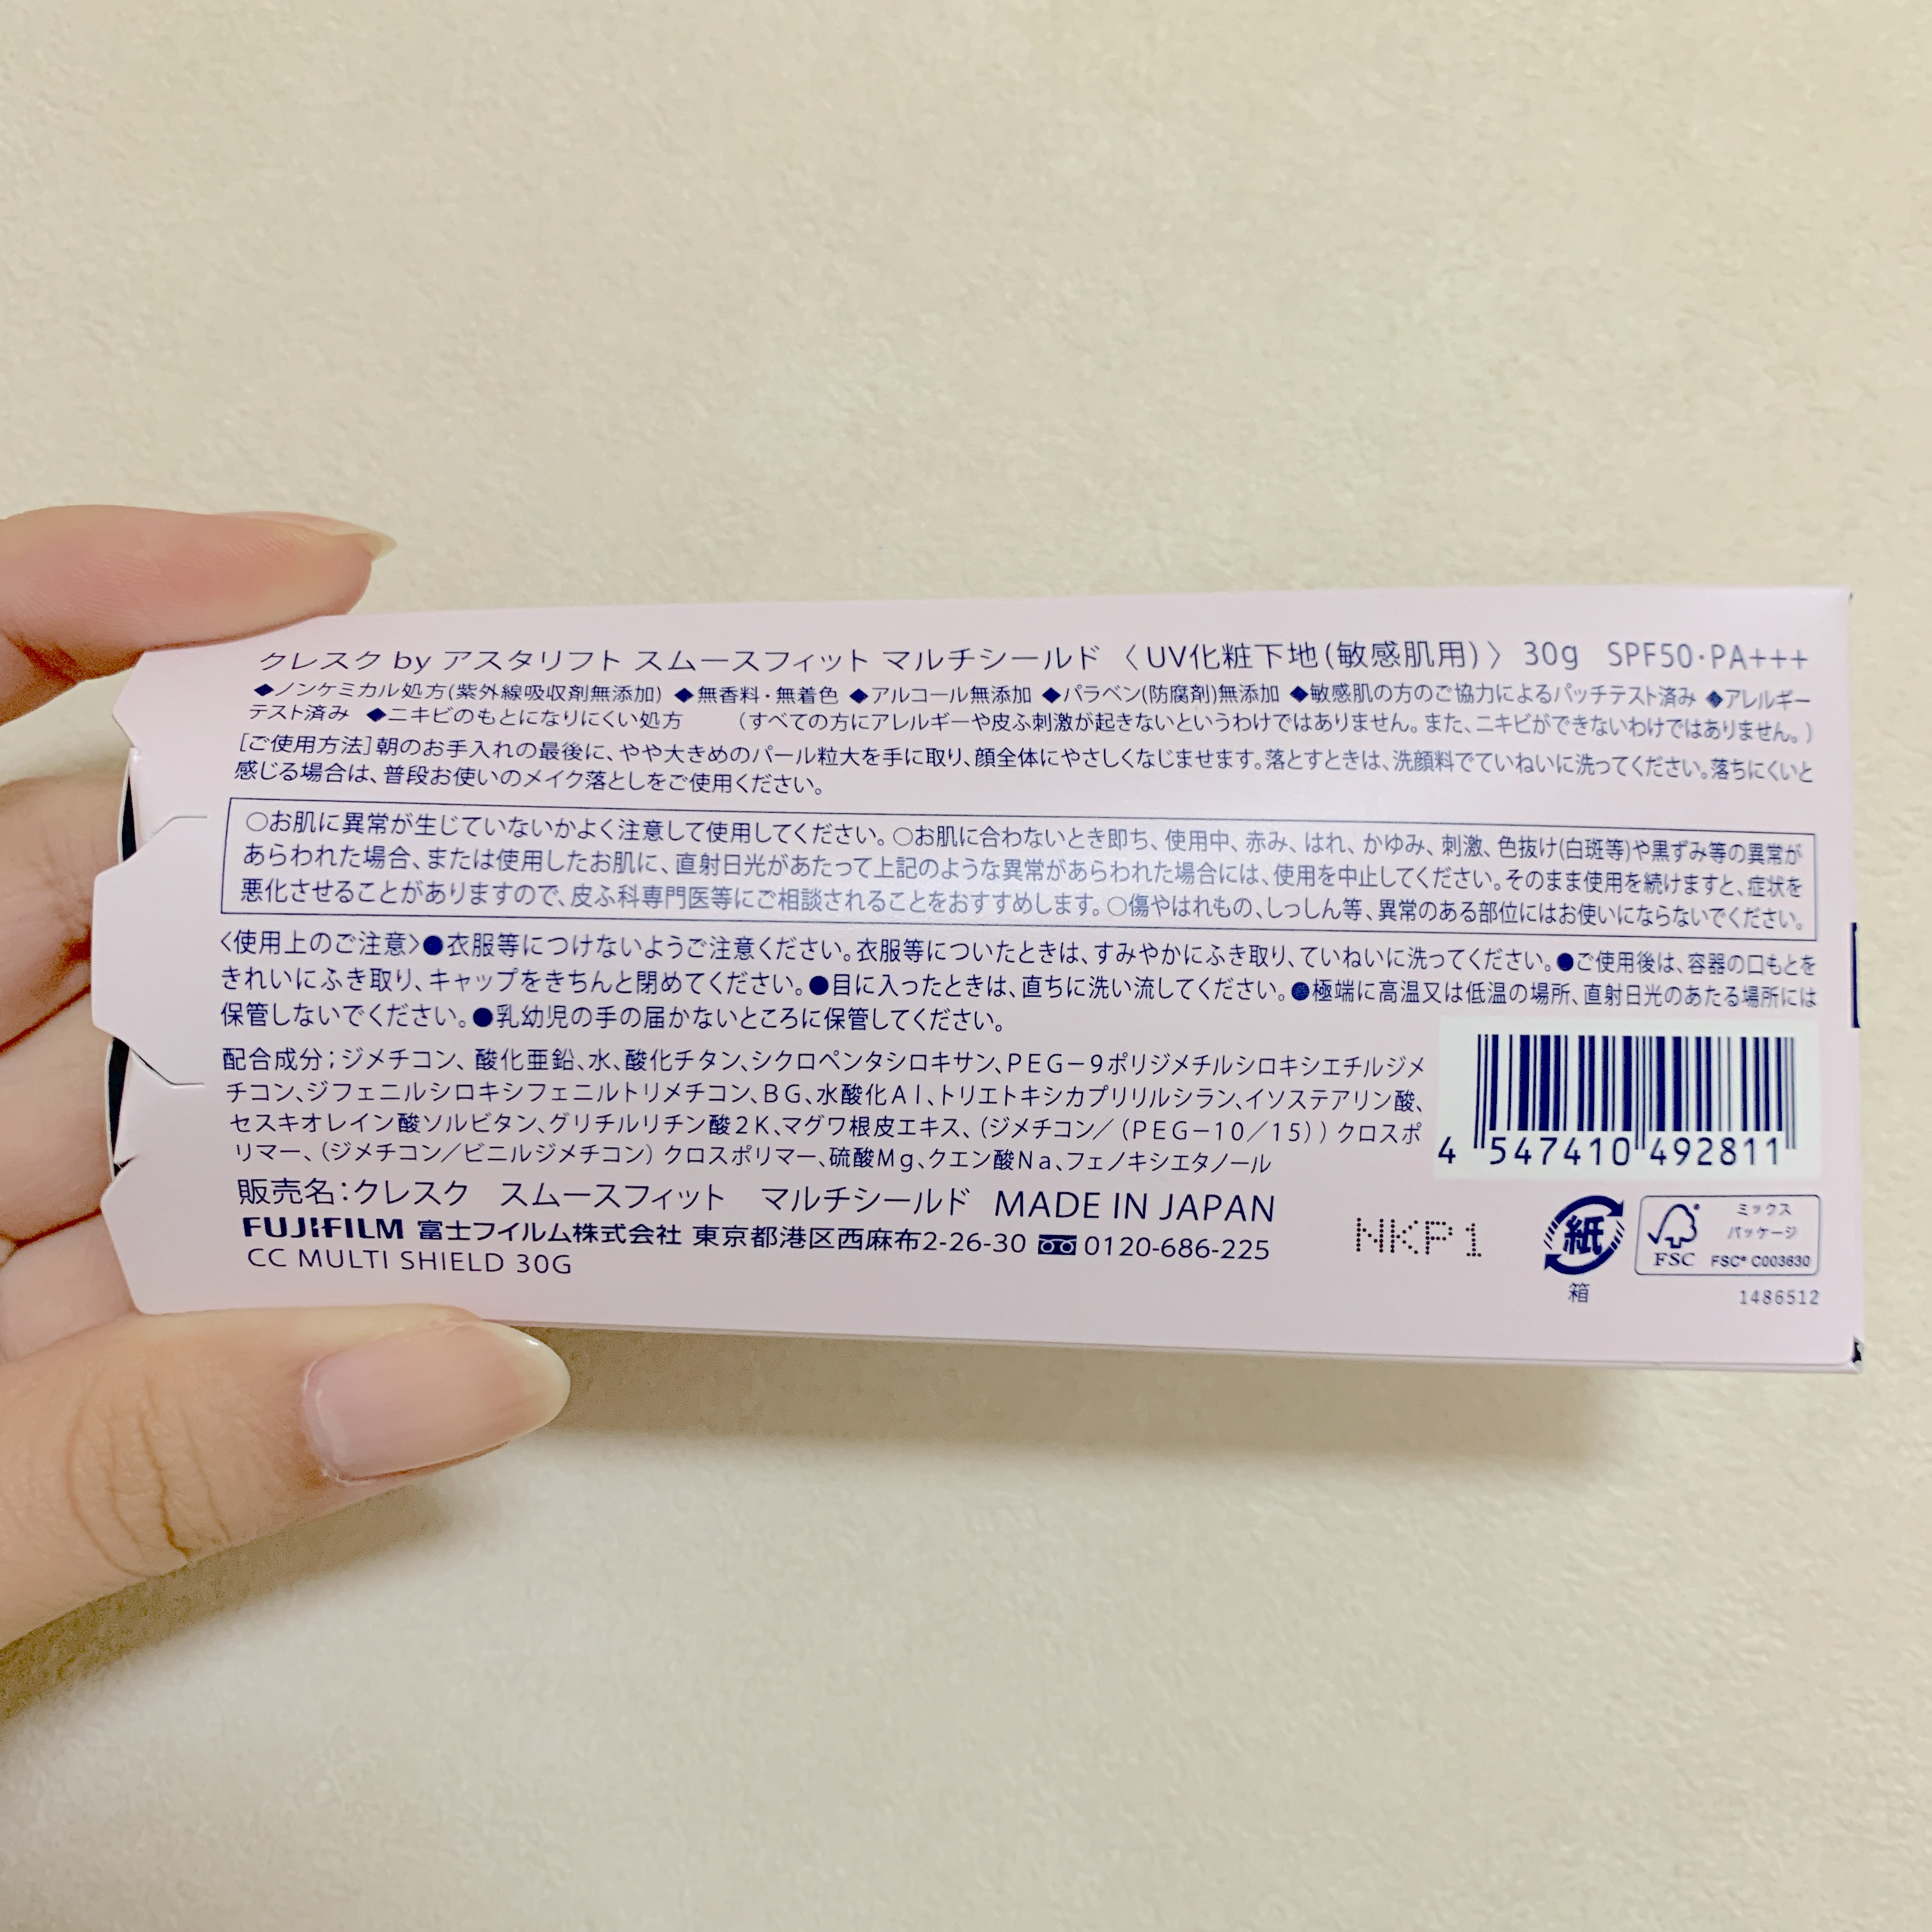 クレスク by アスタリフト スムースフィット マルチシールド 〈UV化粧下地(敏感肌用)〉 30g SPF50・PA+++
◆ノンケミカル処方(紫外線吸収剤無添加) ◆無香料・無着色 ◆アルコール無添加 ◆パラベン(防腐剤)無添加 ◆敏感肌の方のご協力によるパッチテスト済み ◆アレルギー
テスト済み ◆ニキビのもとになりにくい処方 (すべての方にアレルギーや皮ふ刺激が起きないというわけではありません。また、ニキビができないわけではありません。)
[ご使用方法]朝のお手入れの最後に、やや大きめのパール粒大を手に取り、顔全体にやさしくなじませます。落とすときは、洗顔料でていねいに洗ってください。落ちにくいと
感じる場合は、普段お使いのメイク落としをご使用ください。
○お肌に異常が生じていないかよく注意して使用してください。○お肌に合わないとき即ち、使用中、赤み、はれ、かゆみ、刺激、色抜け(白斑等)や黒ずみ等の異常が
あらわれた場合、または使用したお肌に、直射日光があたって上記のような異常があらわれた場合には、使用を中止してください。そのまま使用を続けますと、症状を
悪化させることがありますので、皮ふ科専門医等にご相談されることをおすすめします。○傷やはれもの、しっしん等、異常のある部位にはお使いにならないでください。
〈使用上のご注意〉●衣服等につけないようご注意ください。衣服等についたときは、すみやかにふき取り、ていねいに洗ってください。●ご使用後は、容器の口もとを
きれいにふき取り、キャップをきちんと閉めてください。●目に入ったときは、直ちに洗い流してください。●極端に高温又は低温の場所、直射日光のあたる場所には
保管しないでください。●乳幼児の手の届かないところに保管してください。
配合成分;ジメチコン、酸化亜鉛、水、酸化チタン、シクロペンタシロキサン、PEG-9ポリジメチルシロキシエチルジメ
チコン、ジフェニルシロキシフェニルトリメチコン、BG、水酸化Al、トリエトキシカプリリルシラン、イソステアリン酸、
セスキオレイン酸ソルビタン、グリチルリチン酸2K、マグワ根皮エキス、(ジメチコン/(PEG-10/15))クロスポ
リマー、(ジメチコン/ビニルジメチコン)クロスポリマー、硫酸Mg、クエン酸Na、フェノキシエタノール
4 547410 492811
販売名:クレスク スムースフィット マルチシールド MADE IN JAPAN
FUJIFILM 富士フイルム株式会社 東京都港区西麻布2-26-30 0120-686-225
CC MULTI SHIELD 30G
NKP1
紙
箱
FSC
ミックス
パッケージ
FSC® C003630
1486512